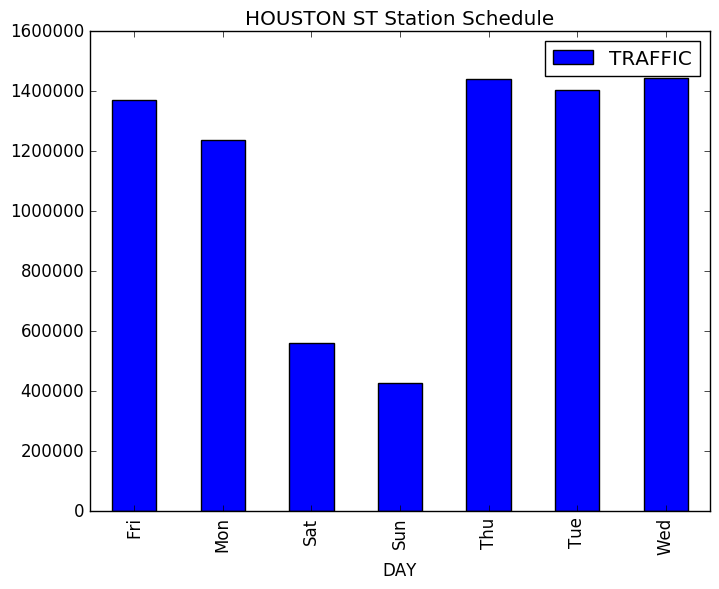 HOUSTON ST Station Schedule
TRAFFIC
1600000
1400000
1200000
1000000
800000
600000
400000
200000
0
Fri
Mon
Sat
Sun
Thu
Tue
Wed
DAY